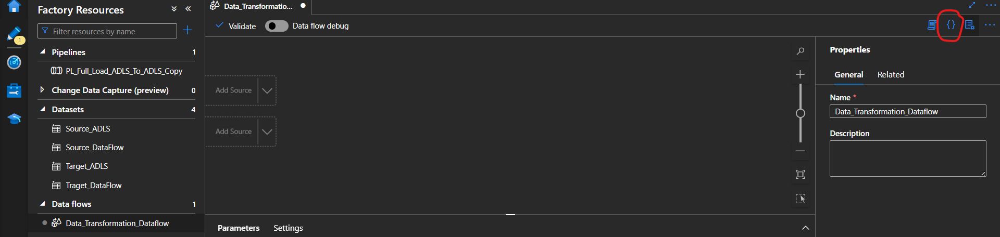 Factory Resources
Data_Transformatio...
Validate
Data flow debug
{}
Filter resources by name
1
Pipelines
1
PL_Full_Load_ADLS_To_ADLS_Copy
Change Data Capture (preview)
0
Datasets
4
Source_ADLS
Source_DataFlow
Target_ADLS
Traget_DataFlow
Data flows
1
Data_Transformation_Dataflow
Add Source
Add Source
Parameters
Settings
Properties
General
Related
Name *
Data_Transformation_Dataflow
Description